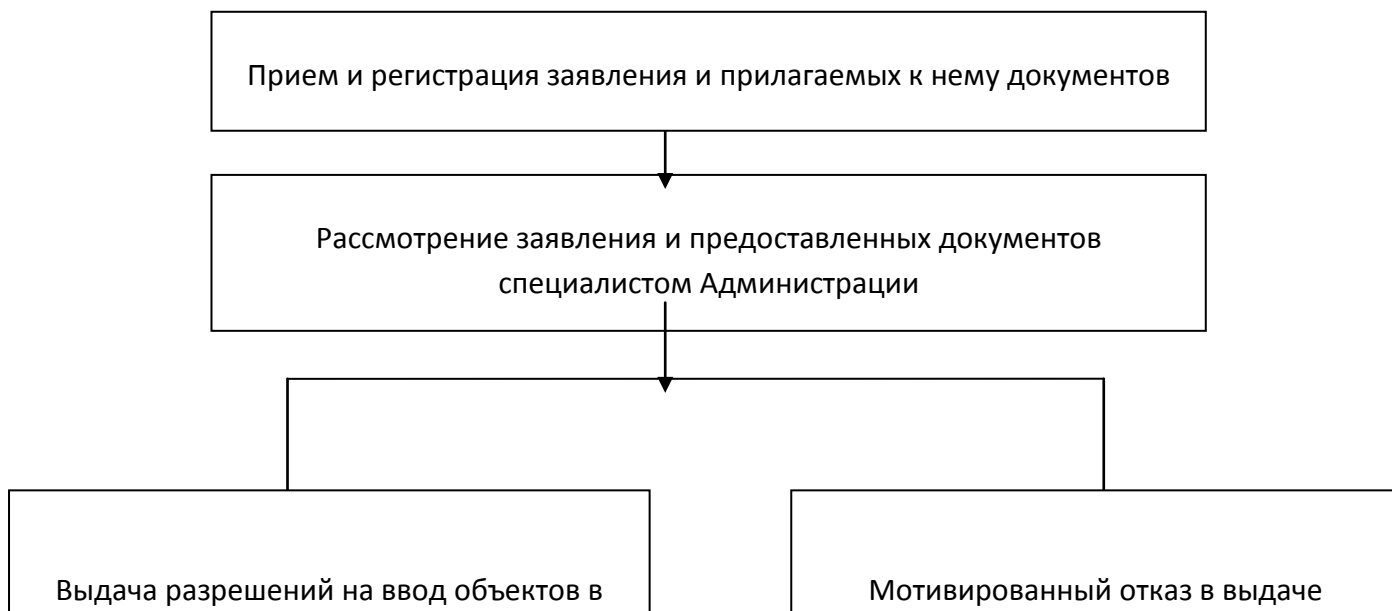 Прием и регистрация заявления и прилагаемых к нему документов
Рассмотрение заявления и предоставленных документов
специалистом Администрации
Выдача разрешений на ввод объектов в
Мотивированный отказ в выдаче